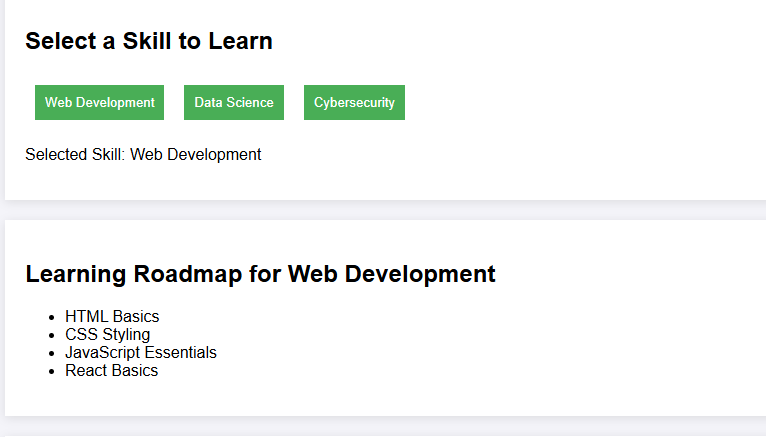 Select a Skill to Learn
Web Development Data Science Cybersecurity
Selected Skill: Web Development
Learning Roadmap for Web Development
HTML Basics
CSS Styling
JavaScript Essentials
React Basics